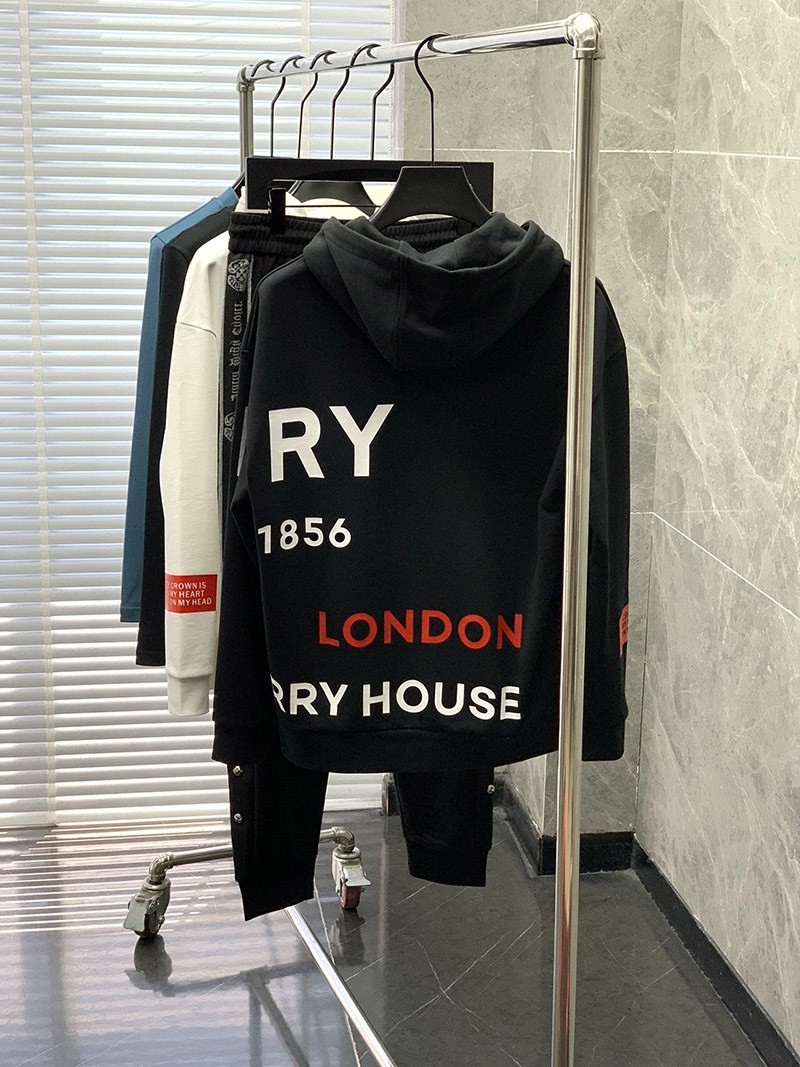 RY
1856
LONDON
RRY HOUSE
CROWN IS
MY HEART
ON MY HEAD